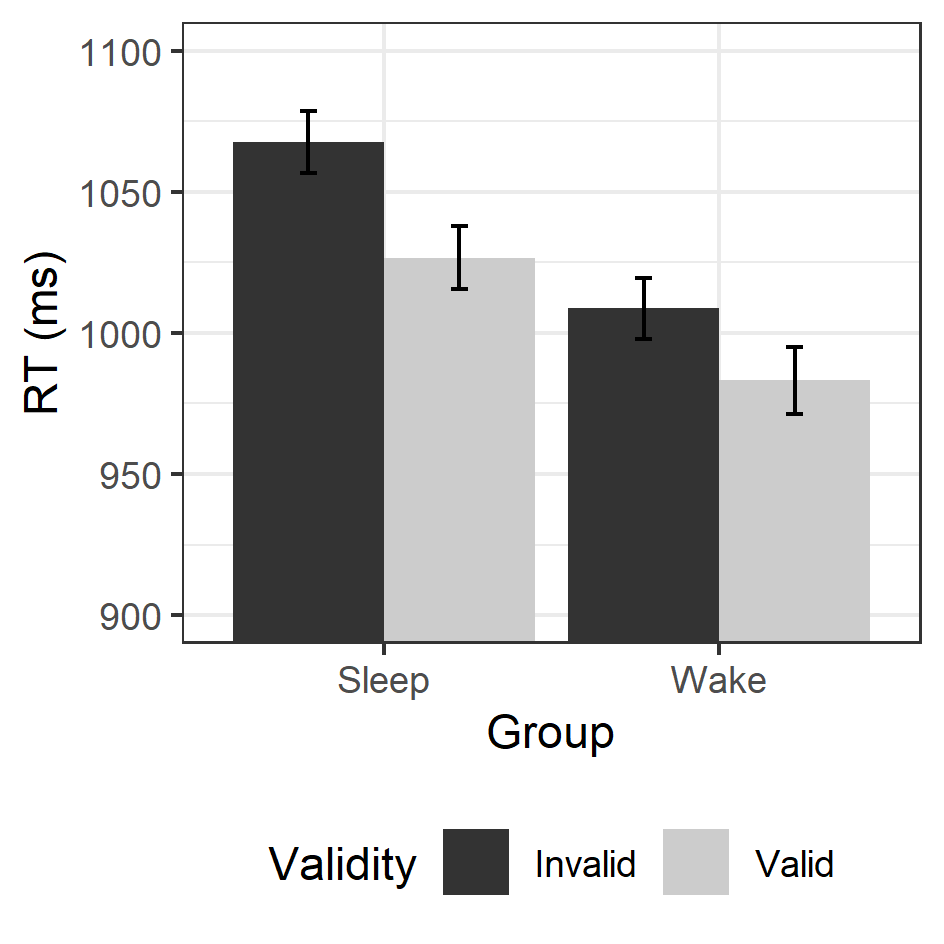 1100
1050
1000
950
900
RT (ms)
Sleep Wake
Group
Validity Invalid Valid